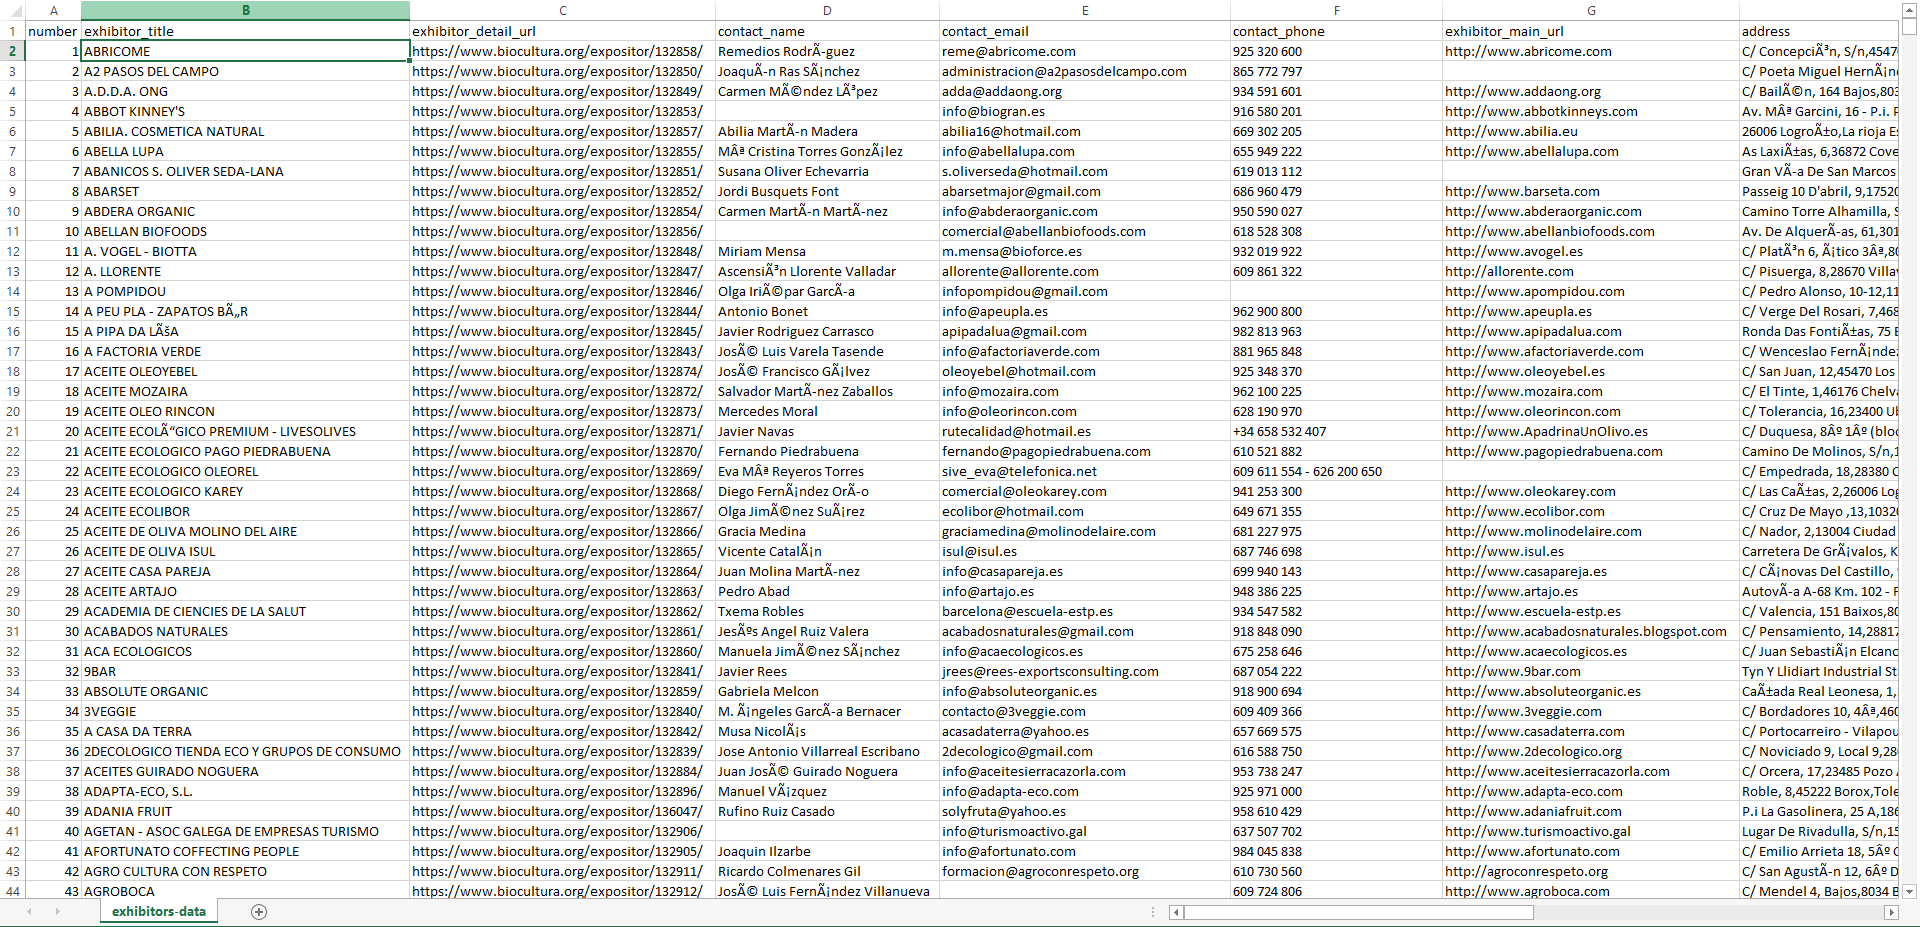 A B C D E F G
1 number exhibitor_title exhibitor_detail_url contact_name contact_email contact_phone exhibitor_main_url address
2 1 ABRICOME https://www.biocultura.org/expositor/132858/ Remedios RodrÃ-guez reme@abricome.com 925 320 600 http://www.abricome.com C/ ConcepciÃ³n, S/n,4547
3 2 A2 PASOS DEL CAMPO https://www.biocultura.org/expositor/132850/ JoaquÃ-n Ras SÃ¡nchez administracion@a2pasosdelcampo.com 865 772 797 C/ Poeta Miguel HernÃ¡n
4 3 A.D.D.A. ONG https://www.biocultura.org/expositor/132849/ Carmen MÃ©ndez LÃ³pez adda@addaong.org 934 591 601 http://www.addaong.org C/ BailÃ©n, 164 Bajos,803
5 4 ABBOT KINNEY'S https://www.biocultura.org/expositor/132853/ info@biogran.es 916 580 201 http://www.abbotkinneys.com Av. MÂª Garcini, 16 - P.i. P
6 5 ABILIA. COSMETICA NATURAL https://www.biocultura.org/expositor/132857/ Abilia MartÃ-n Madera abilia16@hotmail.com 669 302 205 http://www.abilia.eu 26006 LogroÃ±o,La rioja Es
7 6 ABELLA LUPA https://www.biocultura.org/expositor/132855/ MÂª Cristina Torres GonzÃ¡lez info@abellalupa.com 655 949 222 http://www.abellalupa.com As LaxiÃ±as, 6,36872 Cove
8 7 ABANICOS S. OLIVER SEDA-LANA https://www.biocultura.org/expositor/132851/ Susana Oliver Echevarria s.oliverseda@hotmail.com 619 013 112 Gran VÃ-a De San Marcos
9 8 ABARSET https://www.biocultura.org/expositor/132852/ Jordi Busquets Font abarsetmajor@gmail.com 686 960 479 http://www.barseta.com Passeig 10 D'abril, 9,17520
10 9 ABDERA ORGANIC https://www.biocultura.org/expositor/132854/ Carmen MartÃ-n MartÃ-nez info@abderaorganic.com 950 590 027 http://www.abderaorganic.com Camino Torre Alhamilla, S
11 10 ABELLAN BIOFOODS https://www.biocultura.org/expositor/132856/ comercial@abellanbiofoods.com 618 528 308 http://www.abellanbiofoods.com Av. De AlquerÃ-as, 61,301
12 11 A. VOGEL - BIOTTA https://www.biocultura.org/expositor/132848/ Miriam Mensa m.mensa@bioforce.es 932 019 922 http://www.avogel.es C/ PlatÃ³n 6, Ã¡tico 3Âª,80
13 12 A. LLORENTE https://www.biocultura.org/expositor/132847/ AscensiÃ³n Llorente Valladar allorente@allorente.com 609 861 322 http://allorente.com C/ Pisuerga, 8,28670 Villav
14 13 A POMPIDOU https://www.biocultura.org/expositor/132846/ Olga IriÃ©par GarcÃ-a infopompidou@gmail.com http://www.apompidou.com C/ Pedro Alonso, 10-12,11
15 14 A PEU PLA - ZAPATOS BÃ„R https://www.biocultura.org/expositor/132844/ Antonio Bonet info@apeupla.es 962 900 800 http://www.apeupla.es C/ Verge Del Rosari, 7,468
16 15 A PIPA DA LÃšA https://www.biocultura.org/expositor/132845/ Javier Rodriguez Carrasco apipadalua@gmail.com 982 813 963 http://www.apipadalua.com Ronda Das FontiÃ±as, 75 E
17 16 A FACTORIA VERDE https://www.biocultura.org/expositor/132843/ JosÃ© Luis Varela Tasende info@afactoriaverde.com 881 965 848 http://www.afactoriaverde.com C/ Wenceslao FernÃ¡ndez
18 17 ACEITE OLEOYEBEL https://www.biocultura.org/expositor/132874/ JosÃ© Francisco GÃ¡lvez oleoyebel@hotmail.com 925 348 370 http://www.oleoyebel.es C/ San Juan, 12,45470 Los
19 18 ACEITE MOZAIRA https://www.biocultura.org/expositor/132872/ Salvador MartÃ-nez Zaballos info@mozaira.com 962 100 225 http://www.mozaira.com C/ El Tinte, 1,46176 Chelv
20 19 ACEITE OLEO RINCON https://www.biocultura.org/expositor/132873/ Mercedes Moral info@oleorincon.com 628 190 970 http://www.oleorincon.com C/ Tolerancia, 16,23400 Ub
21 20 ACEITE ECOLÃ“GICO PREMIUM - LIVESOLIVES https://www.biocultura.org/expositor/132871/ Javier Navas rutecalidad@hotmail.es +34 658 532 407 http://www.ApadrinaUnOlivo.es C/ Duquesa, 8Âº 1Âº (bloc
22 21 ACEITE ECOLOGICO PAGO PIEDRABUENA https://www.biocultura.org/expositor/132870/ Fernando Piedrabuena fernando@pagopiedrabuena.com 610 521 882 http://www.pagopiedrabuena.com Camino De Molinos, S/n,1
23 22 ACEITE ECOLOGICO OLEOREL https://www.biocultura.org/expositor/132869/ Eva MÂª Reyeros Torres sive_eva@telefonica.net 609 611 554 - 626 200 650 C/ Empedrada, 18,28380 C
24 23 ACEITE ECOLOGICO KAREY https://www.biocultura.org/expositor/132868/ Diego FernÃ¡ndez OrÃ-o comercial@oleokarey.com 941 253 300 http://www.oleokarey.com C/ Las CaÃ±as, 2,26006 Log
25 24 ACEITE ECOLIBOR https://www.biocultura.org/expositor/132867/ Olga JimÃ©nez SuÃ¡rez ecolibor@hotmail.com 649 671 355 http://www.ecolibor.com C/ Cruz De Mayo ,13,1032
26 25 ACEITE DE OLIVA MOLINO DEL AIRE https://www.biocultura.org/expositor/132866/ Gracia Medina graciamedina@molinodelaire.com 681 227 975 http://www.molinodelaire.com C/ Nador, 2,13004 Ciudad
27 26 ACEITE DE OLIVA ISUL https://www.biocultura.org/expositor/132865/ Vicente CatalÃ¡n isul@isul.es 687 746 698 http://www.isul.es Carretera De GrÃ¡valos, K
28 27 ACEITE CASA PAREJA https://www.biocultura.org/expositor/132864/ Juan Molina MartÃ-nez info@casapareja.es 699 940 143 http://www.casapareja.es C/ CÃ¡novas Del Castillo,
29 28 ACEITE ARTAJO https://www.biocultura.org/expositor/132863/ Pedro Abad info@artajo.es 948 386 225 http://www.artajo.es AutovÃ-a A-68 Km. 102 - P
30 29 ACADEMIA DE CIENCIES DE LA SALUT https://www.biocultura.org/expositor/132862/ Txema Robles barcelona@escuela-estp.es 934 547 582 http://www.escuela-estp.es C/ Valencia, 151 Baixos,80
31 30 ACABADOS NATURALES https://www.biocultura.org/expositor/132861/ JesÃºs Angel Ruiz Valera acabadosnaturales@gmail.com 918 848 090 http://www.acabadosnaturales.blogspot.com C/ Pensamiento, 14,28817
32 31 ACA ECOLOGICOS https://www.biocultura.org/expositor/132860/ Manuela JimÃ©nez SÃ¡nchez info@acaecologicos.es 675 258 646 http://www.acaecologicos.es C/ Juan SebastiÃ¡n Elcano
33 32 9BAR https://www.biocultura.org/expositor/132841/ Javier Rees jrees@rees-exportsconsulting.com 687 054 222 http://www.9bar.com Tyn Y Llidiart Industrial St
34 33 ABSOLUTE ORGANIC https://www.biocultura.org/expositor/132859/ Gabriela Melcon info@absoluteorganic.es 918 900 694 http://www.absoluteorganic.es CaÃ±ada Real Leonesa, 1,
35 34 3VEGGIE https://www.biocultura.org/expositor/132840/ M. Ã¡ngeles GarcÃ-a Bernacer contacto@3veggie.com 609 409 366 http://www.3veggie.com C/ Bordadores 10, 4Âª,460
36 35 A CASA DA TERRA https://www.biocultura.org/expositor/132842/ Musa NicolÃ¡s acasadaterra@yahoo.es 657 669 575 http://www.casadaterra.com C/ Portocarreiro - Vilapou
37 36 2DECOLOGICO TIENDA ECO Y GRUPOS DE CONSUMO https://www.biocultura.org/expositor/132839/ Jose Antonio Villarreal Escribano 2decologico@gmail.com 616 588 750 http://www.2decologico.org C/ Noviciado 9, Local 9,28
38 37 ACEITES GUIRADO NOGUERA https://www.biocultura.org/expositor/132884/ Juan JosÃ© Guirado Noguera info@aceitesierracazorla.com 953 738 247 http://www.aceitesierracazorla.com C/ Orcera, 17,23485 Pozo
39 38 ADAPTA-ECO, S.L. https://www.biocultura.org/expositor/132896/ Manuel VÃ¡zquez info@adapta-eco.com 925 971 000 http://www.adapta-eco.com Roble, 8,45222 Borox,Tole
40 39 ADANIA FRUIT https://www.biocultura.org/expositor/136047/ Rufino Ruiz Casado solyfruta@yahoo.es 958 610 429 http://www.adaniafruit.com P.i La Gasolinera, 25 A,186
41 40 AGETAN - ASOC GALEGA DE EMPRESAS TURISMO https://www.biocultura.org/expositor/132906/ info@turismoactivo.gal 637 507 702 http://www.turismoactivo.gal Lugar De Rivadulla, S/n,15
42 41 AFORTUNATO COFFECTING PEOPLE https://www.biocultura.org/expositor/132905/ Joaquin Ilzarbe info@afortunato.com 984 045 838 http://www.afortunato.com C/ Emilio Arrieta 18, 5Âº C
43 42 AGRO CULTURA CON RESPETO https://www.biocultura.org/expositor/132911/ Ricardo Colmenares Gil formacion@agroconrespeto.org 610 730 560 http://agroconrespeto.org C/ San AgustÃ-n 12, 6Âº D
44 43 AGROBOCA https://www.biocultura.org/expositor/132912/ JosÃ© Luis FernÃ¡ndez Villanueva 609 724 806 http://www.agroboca.com C/ Mendel 4, Bajos,8034 B
exhibitors-data